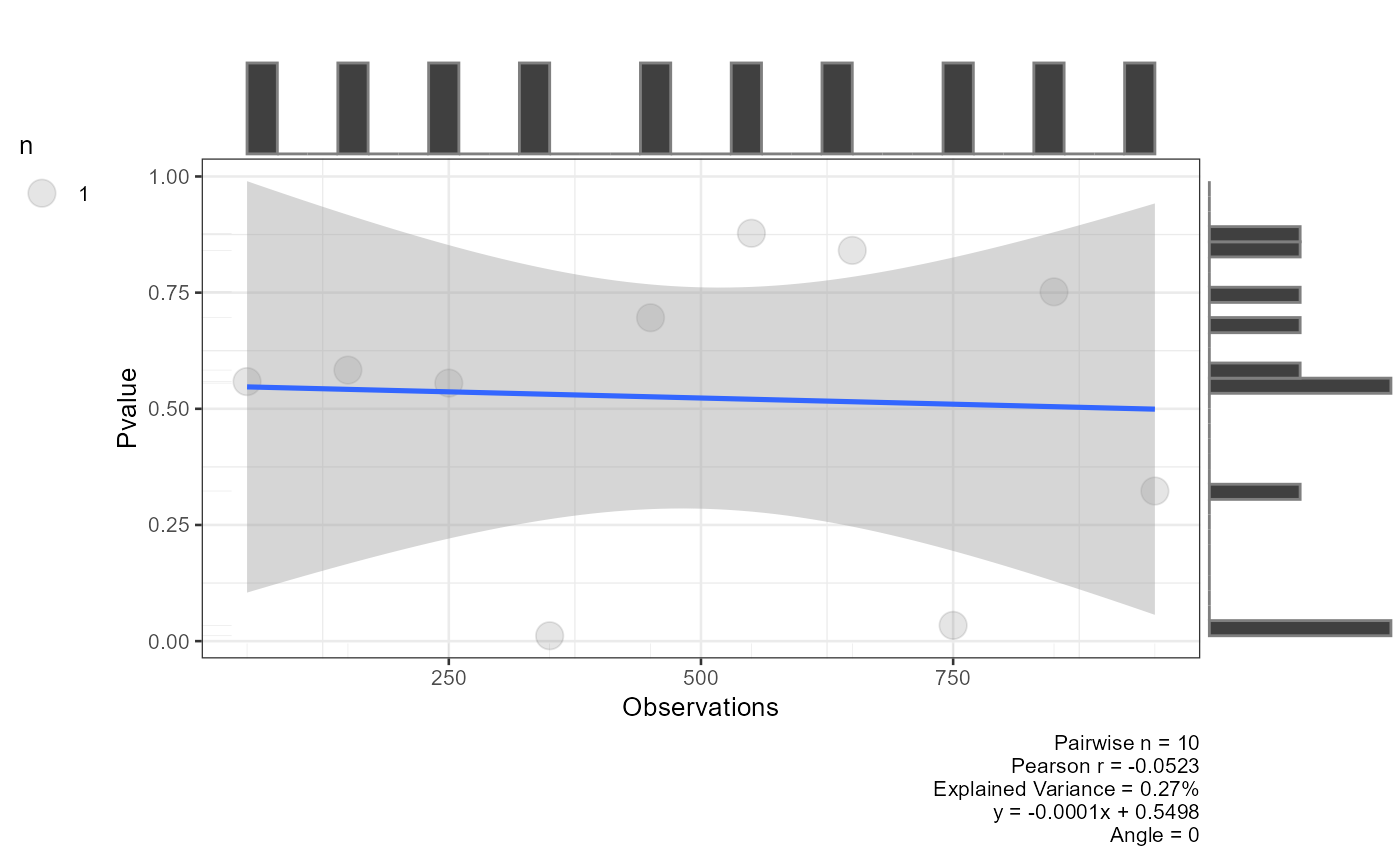 n
1
1.00
0.75
0.50
0.25
0.00
Pvalue
250
500
750
Observations
Pairwise n = 10
Pearson r = -0.0523
Explained Variance = 0.27%
y = -0.0001x + 0.5498
Angle = 0